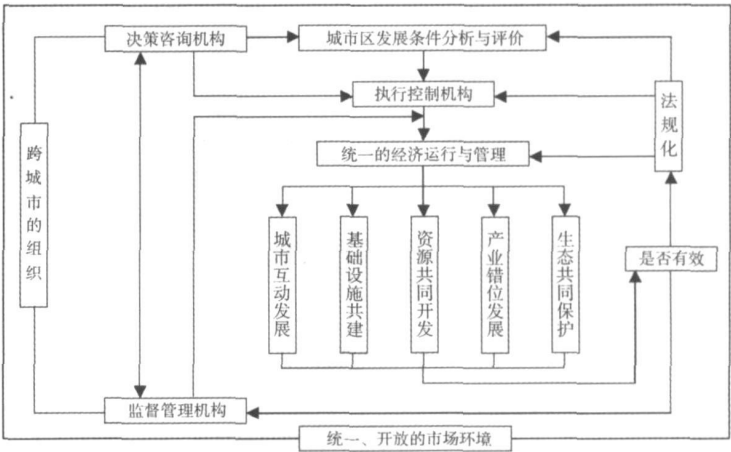 决策咨询机构
城市区发展条件分析与评价
执行控制机构
法规化
跨城市的组织
统一的经济运行与管理
城市互动发展
基础设施共建
资源共同开发
产业错位发展
生态共同保护
是否有效
监督管理机构
统一、开放的市场环境